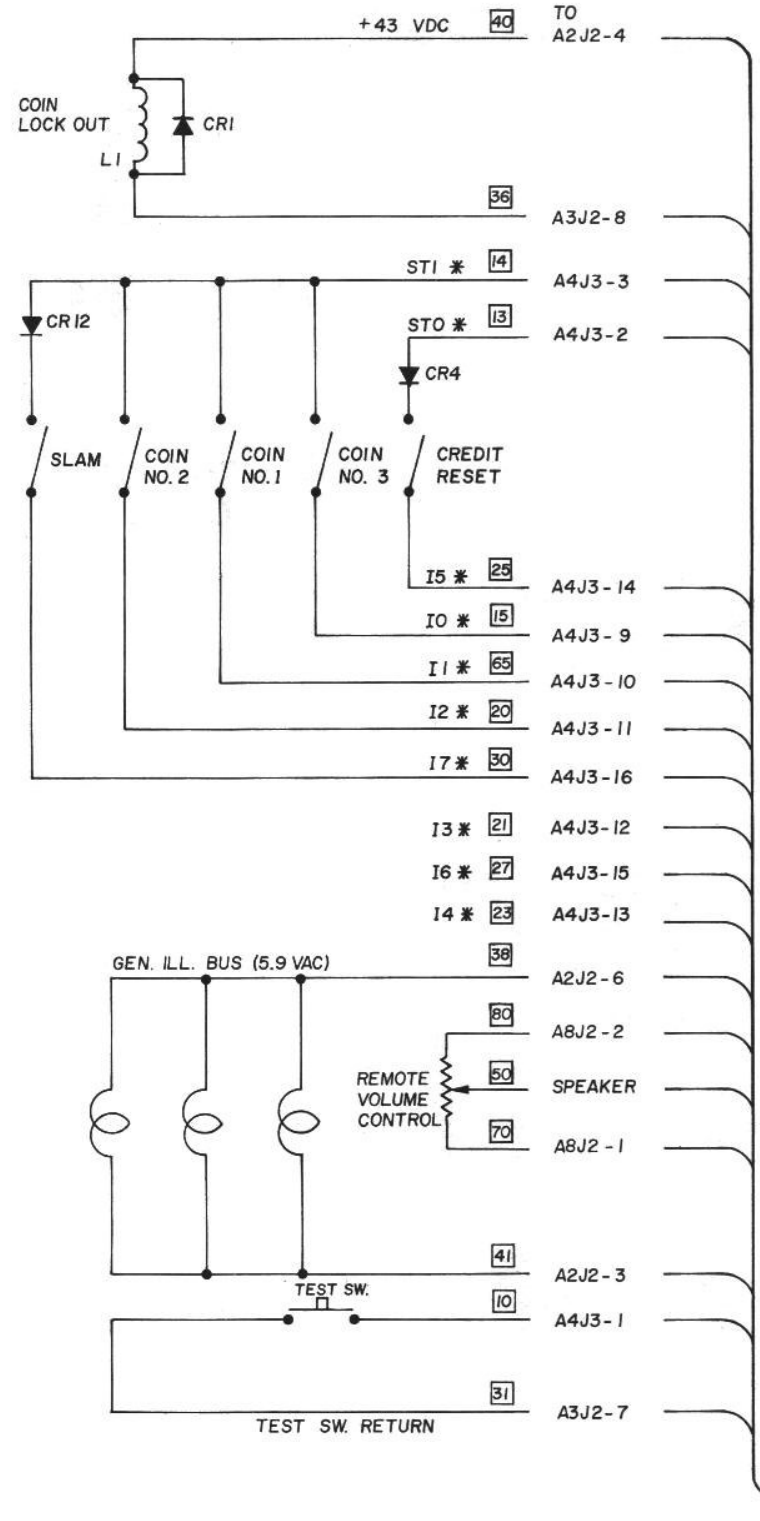 TO
+43 VDC 40 A2J2-4
COIN
LOCK OUT CR1
L1
36 A3J2-8
ST1 * 14 A4J3-3
CR12 ST0 * 13 A4J3-2
CR4
SLAM COIN NO. 2 COIN NO. 1 COIN NO. 3 CREDIT RESET
I5 * 25 A4J3-14
I0 * 15 A4J3-9
I1 * 65 A4J3-10
I2 * 20 A4J3-11
I7 * 30 A4J3-16
I3 * 21 A4J3-12
I6 * 27 A4J3-15
I4 * 23 A4J3-13
GEN. ILL. BUS (5.9 VAC) 38 A2J2-6
80 A8J2-2
REMOTE
VOLUME
CONTROL
50 SPEAKER
70 A8J2-1
41 A2J2-3
TEST SW. 10 A4J3-1
31 A3J2-7
TEST SW. RETURN